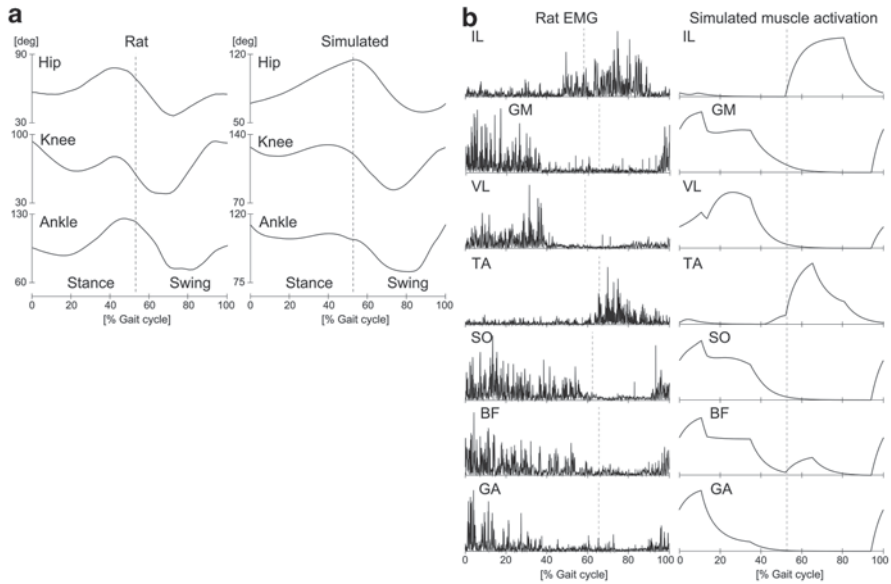 a
[deg] Rat [deg] Simulated
90 Hip 30
100 Knee 30
130 Ankle 60
Stance Swing
0 20 40 60 80 100
[% Gait cycle]
120 Hip 50
140 Knee 70
120 Ankle 75
Stance Swing
0 20 40 60 80 100
[% Gait cycle]
b
Rat EMG Simulated muscle activation
IL IL
GM GM
VL VL
TA TA
SO SO
BF BF
GA GA
0 20 40 60 80 100 0 20 40 60 80 100
[% Gait cycle] [% Gait cycle]